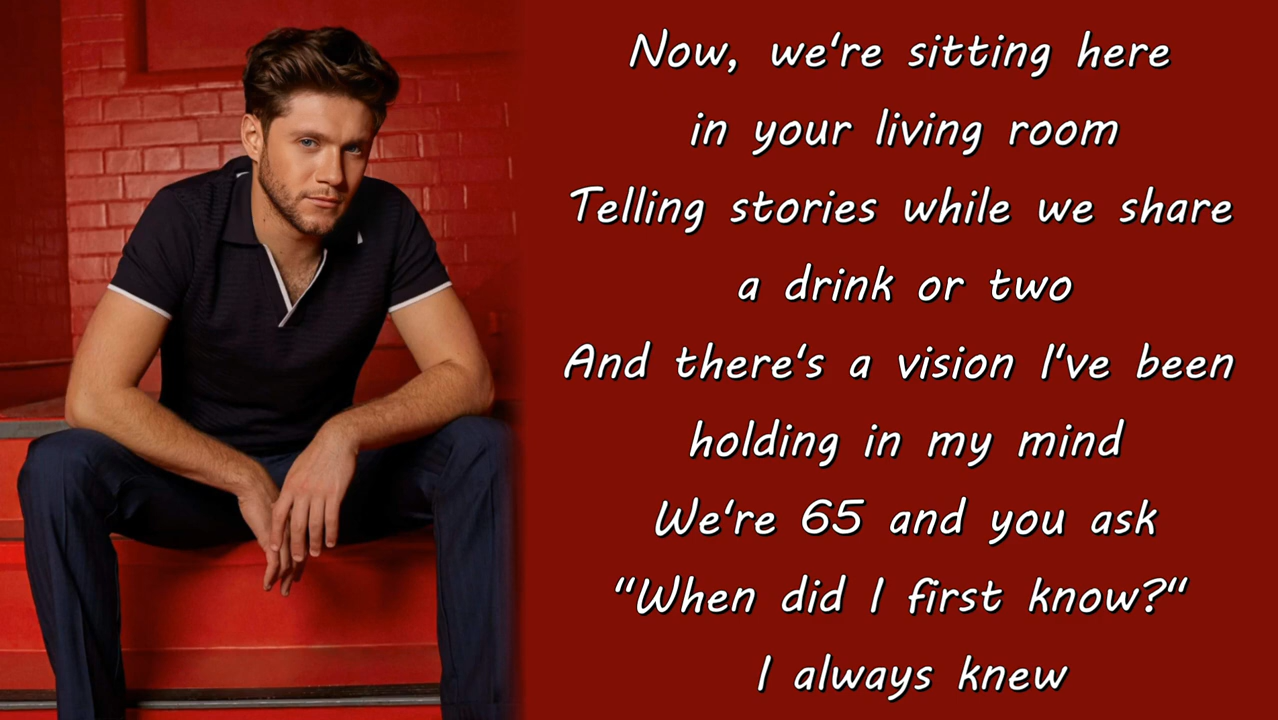 Now, we're sitting here
in your living room
Telling stories while we share
a drink or two
And there's a vision I've been
holding in my mind
We're 65 and you ask
"When did I first know?"
I always knew